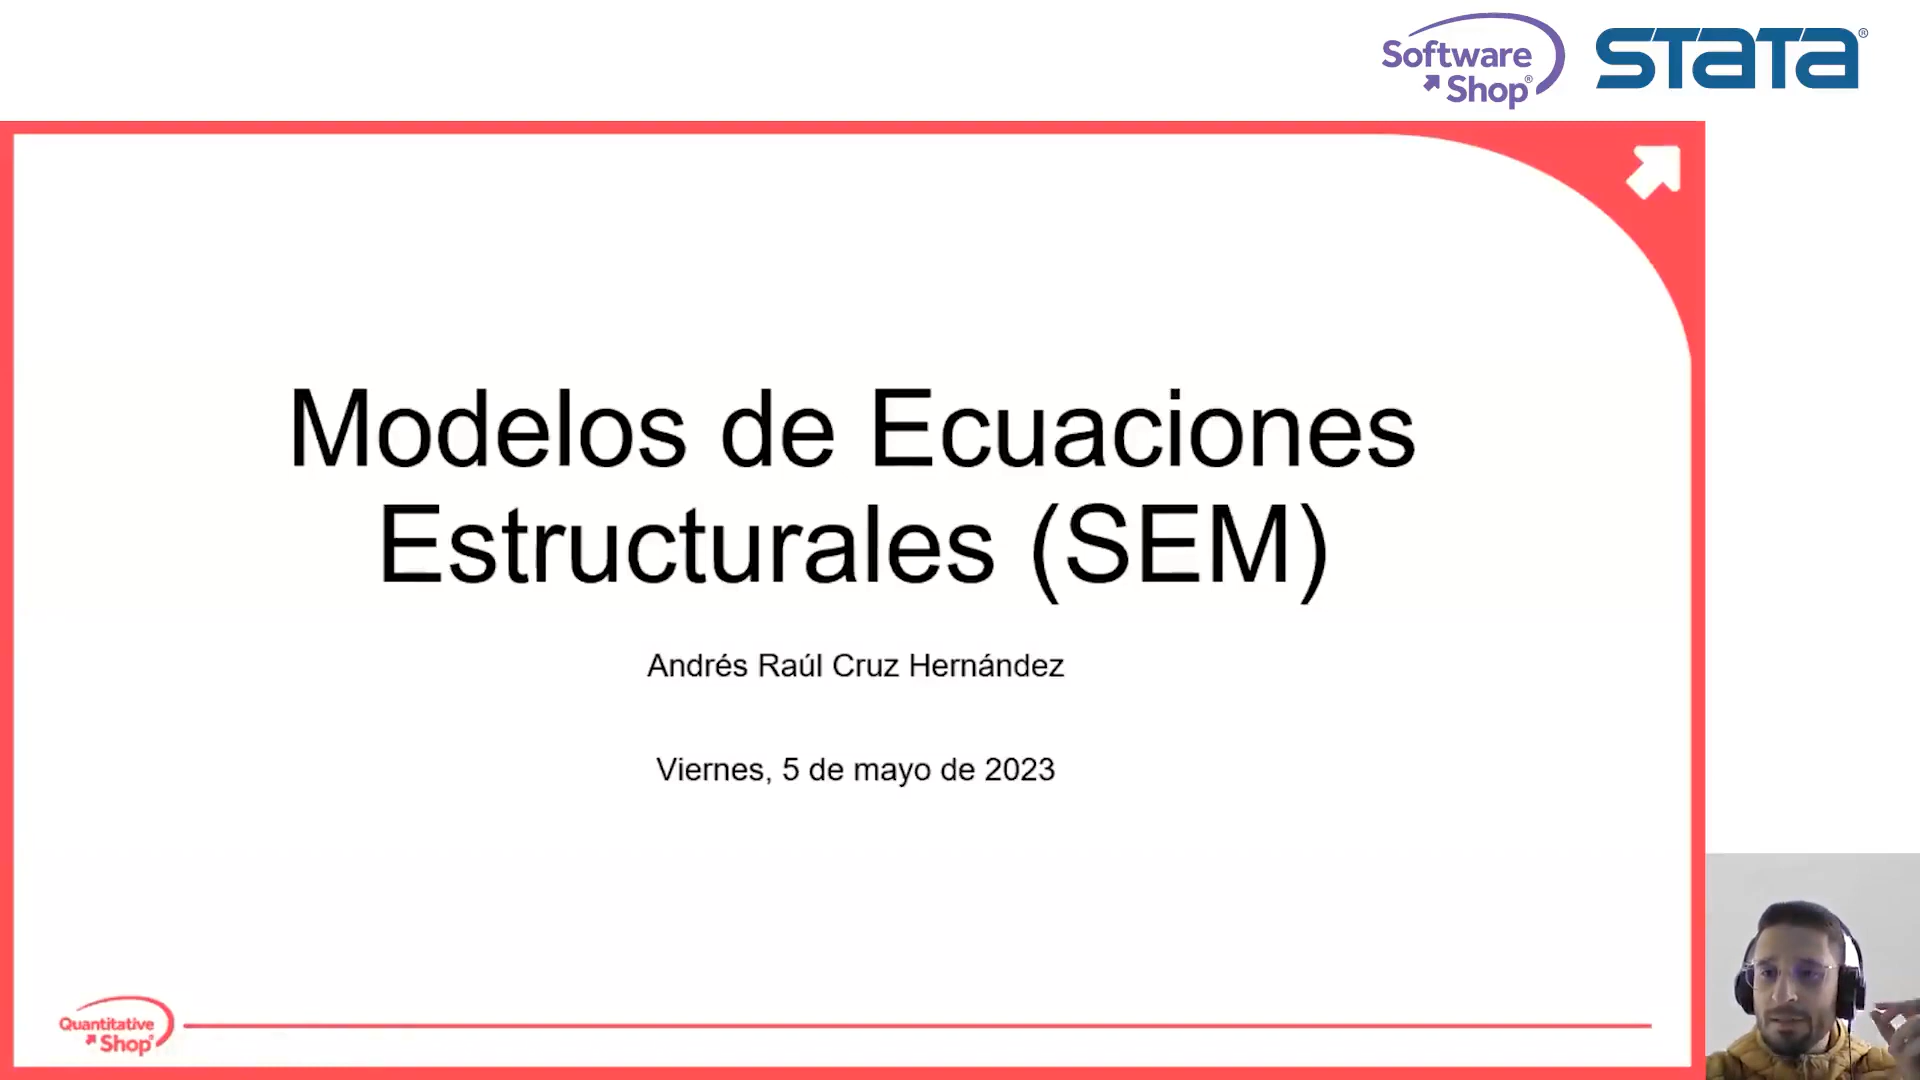 Software
Shop®
STATA®
Modelos de Ecuaciones
Estructurales (SEM)
Andrés Raúl Cruz Hernández
Viernes, 5 de mayo de 2023
Quantitative
Shop®